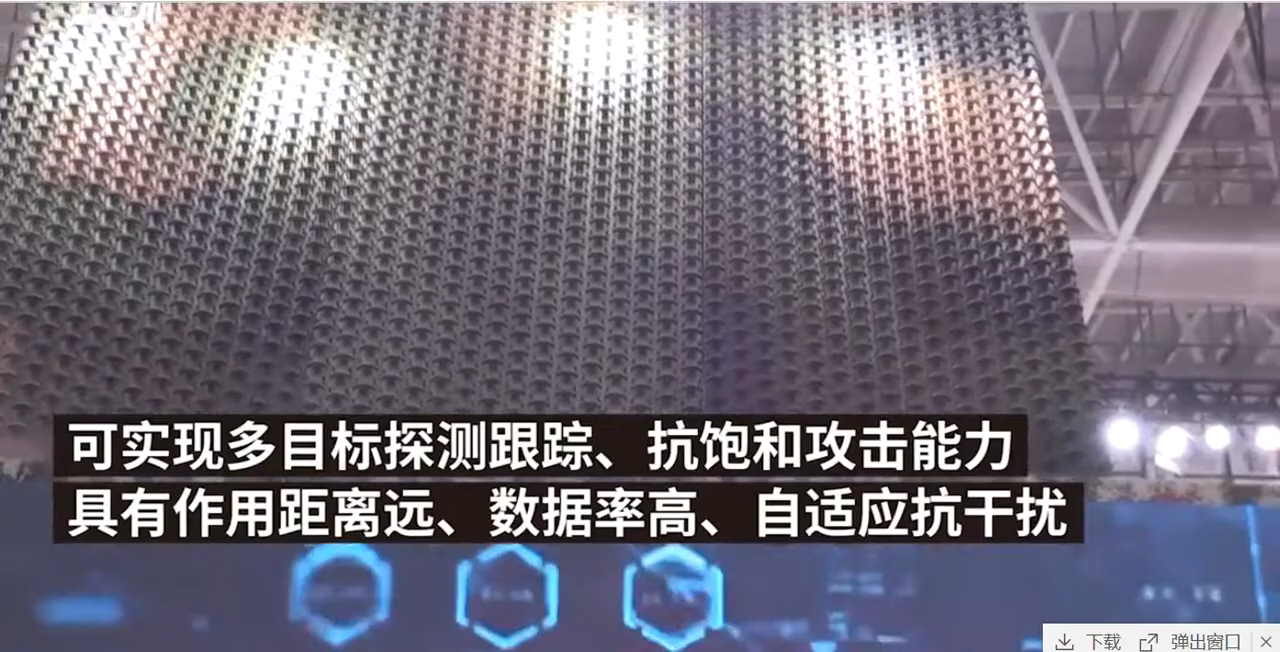 可实现多目标探测跟踪、抗饱和攻击能力
具有作用距离远、数据率高、自适应抗干扰
下载 弹出窗口